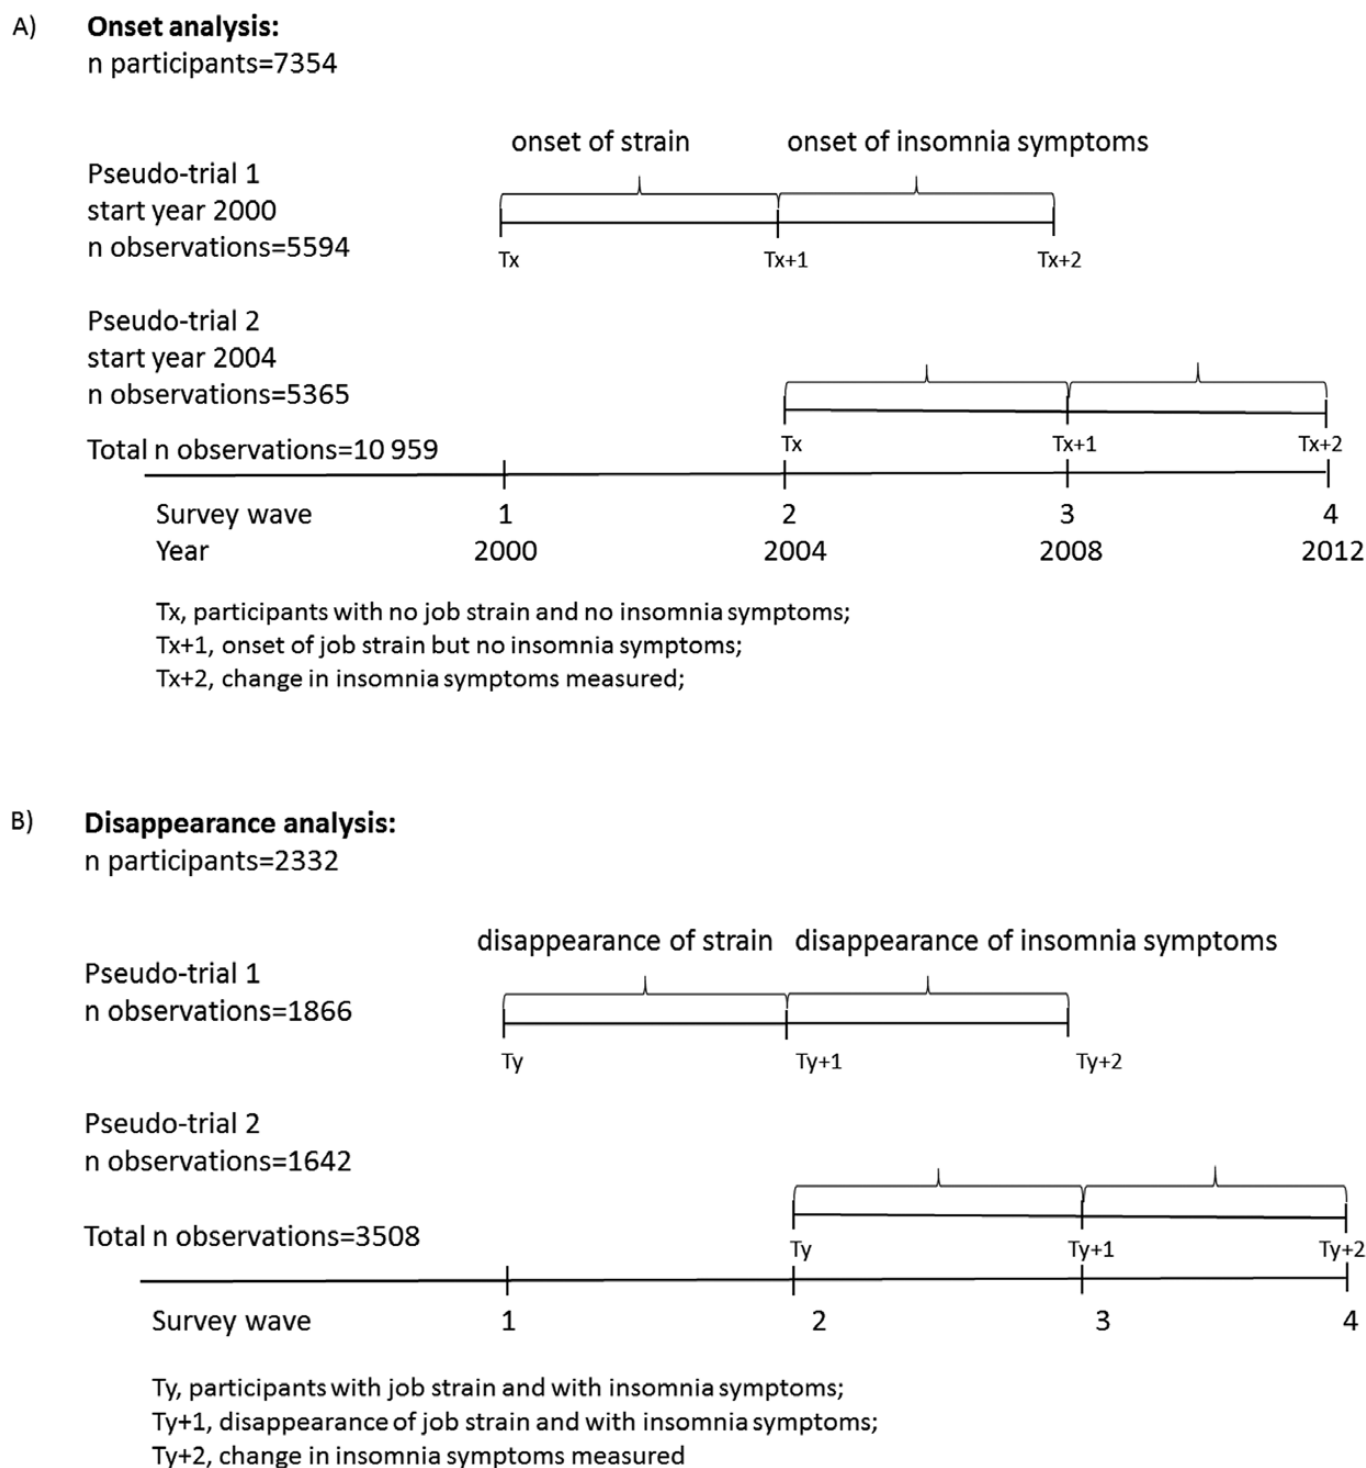 A) Onset analysis:
n participants=7354
onset of strain onset of insomnia symptoms
Pseudo-trial 1
start year 2000
n observations=5594
Tx Tx+1 Tx+2
Pseudo-trial 2
start year 2004
n observations=5365
Tx Tx+1 Tx+2
Total n observations=10 959
Survey wave 1 2 3 4
Year 2000 2004 2008 2012
Tx, participants with no job strain and no insomnia symptoms;
Tx+1, onset of job strain but no insomnia symptoms;
Tx+2, change in insomnia symptoms measured;
B) Disappearance analysis:
n participants=2332
disappearance of strain disappearance of insomnia symptoms
Pseudo-trial 1
n observations=1866
Ty Ty+1 Ty+2
Pseudo-trial 2
n observations=1642
Total n observations=3508
Ty Ty+1 Ty+2
Survey wave 1 2 3 4
Ty, participants with job strain and with insomnia symptoms;
Ty+1, disappearance of job strain and with insomnia symptoms;
Ty+2, change in insomnia symptoms measured